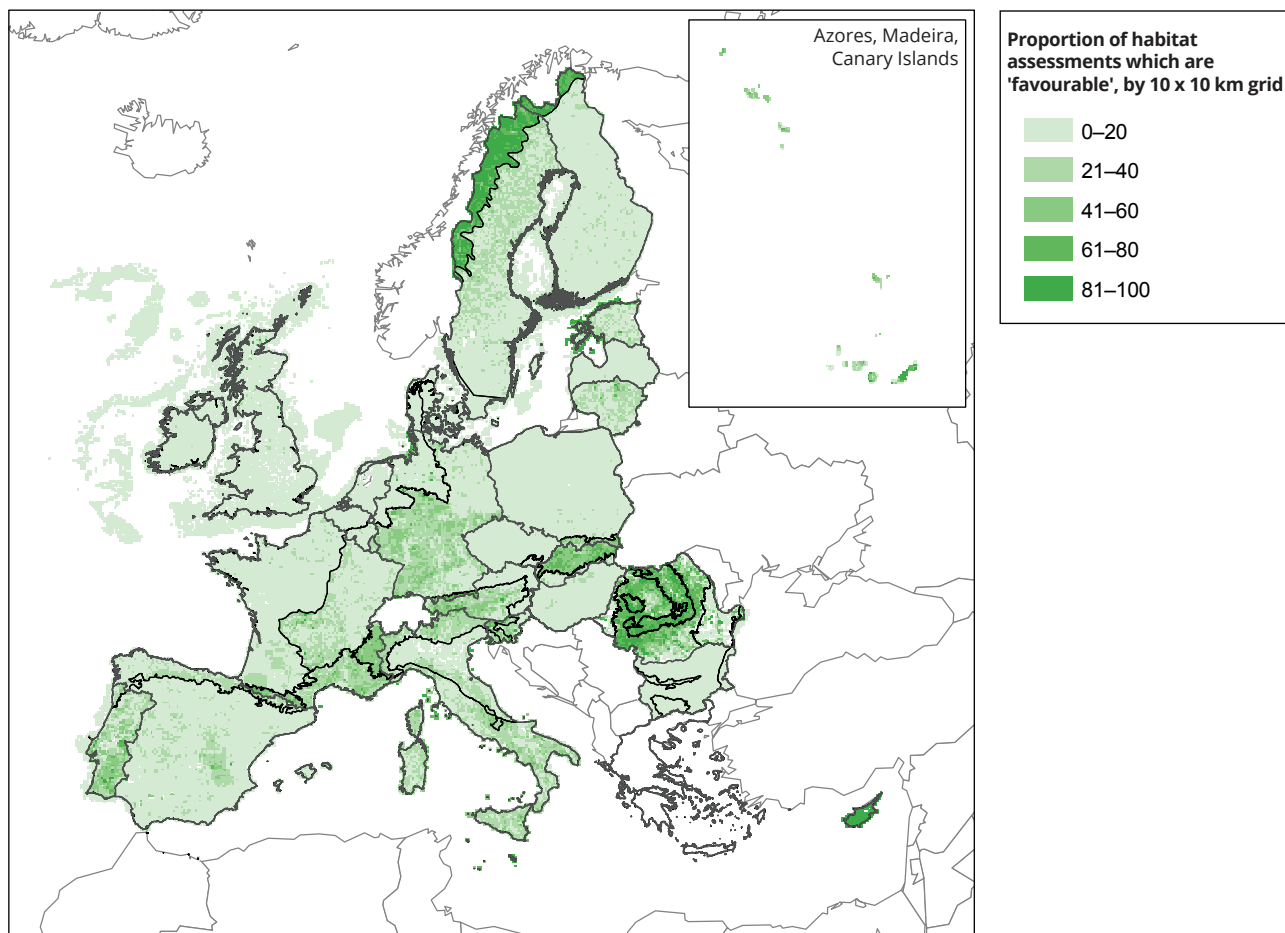 Azores, Madeira,
Canary Islands
Proportion of habitat
assessments which are
'favourable', by 10 x 10 km grid
0–20
21–40
41–60
61–80
81–100